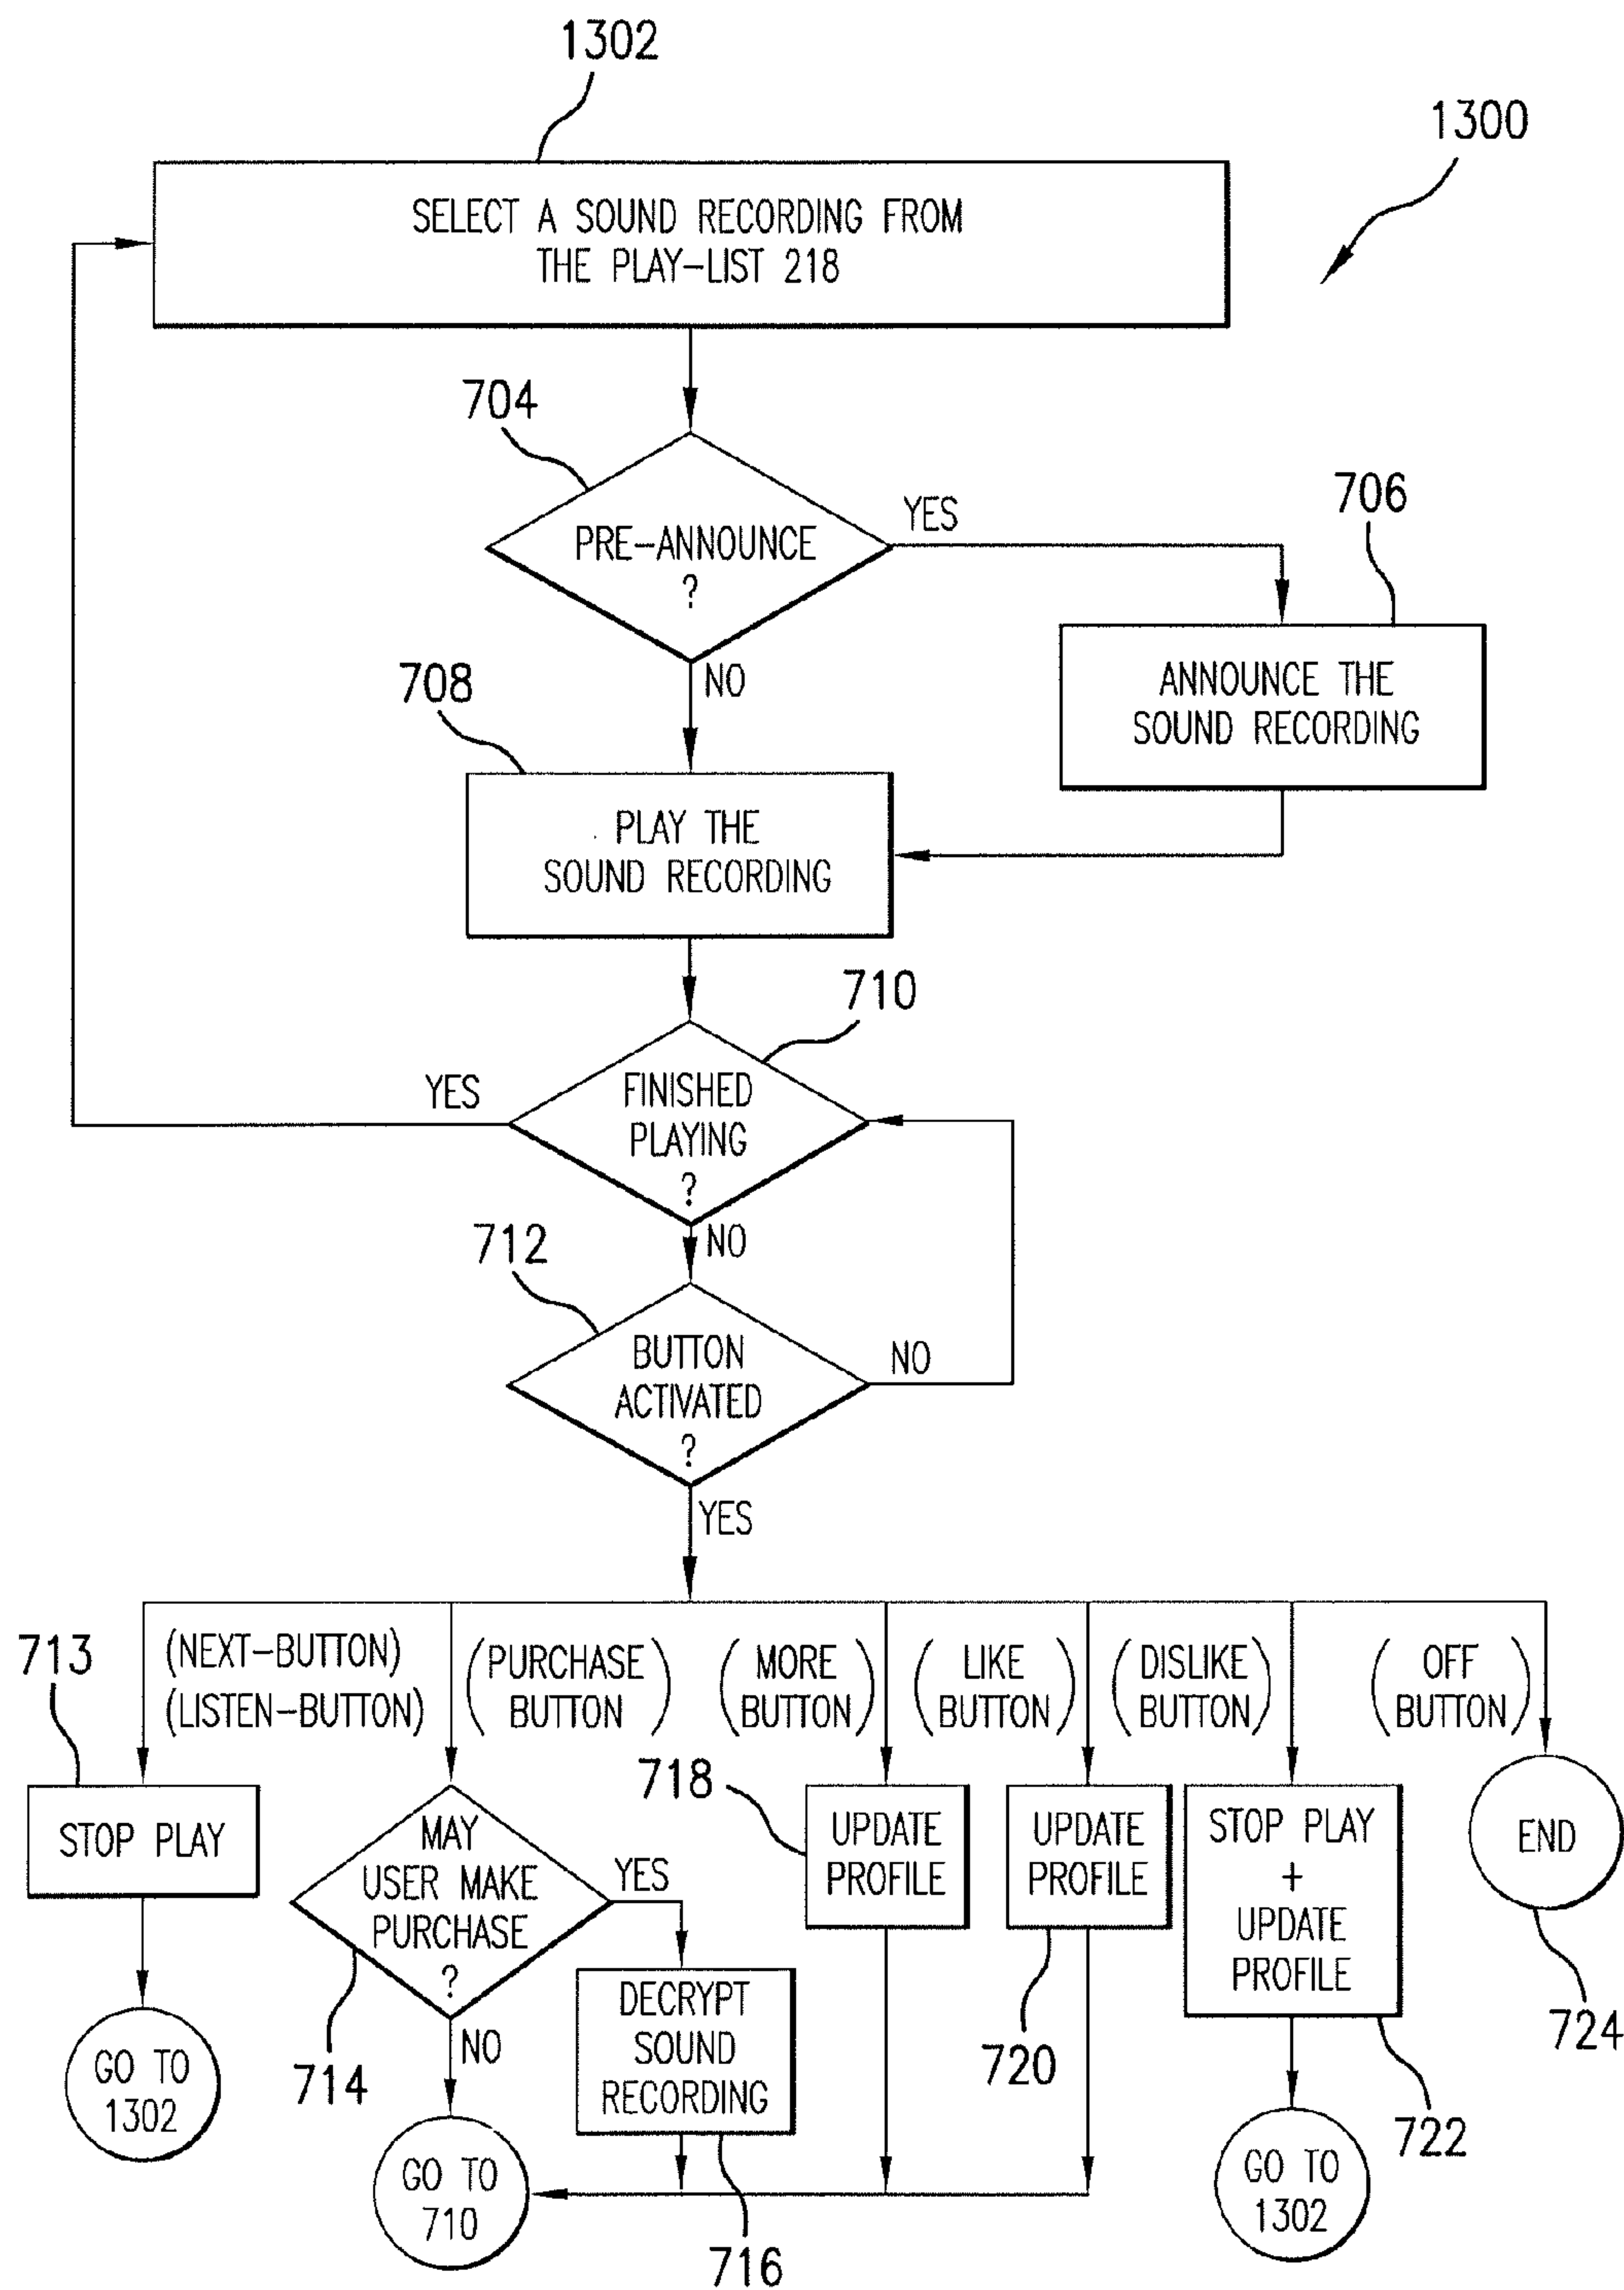 1302
1300
SELECT A SOUND RECORDING FROM
THE PLAY-LIST 218
704
PRE-ANNOUNCE
?
YES
706
ANNOUNCE THE
SOUND RECORDING
NO
708
PLAY THE
SOUND RECORDING
710
FINISHED
PLAYING
?
YES
NO
712
BUTTON
ACTIVATED
?
NO
YES
713
(NEXT-BUTTON)
(LISTEN-BUTTON)
(PURCHASE
BUTTON)
(MORE
BUTTON)
(LIKE
BUTTON)
(DISLIKE
BUTTON)
(OFF
BUTTON)
STOP PLAY
GO TO
1302
MAY
USER MAKE
PURCHASE
?
714
YES
NO
DECRYPT
SOUND
RECORDING
716
GO TO
710
718
UPDATE
PROFILE
UPDATE
PROFILE
720
STOP PLAY
+
UPDATE
PROFILE
722
GO TO
1302
END
724